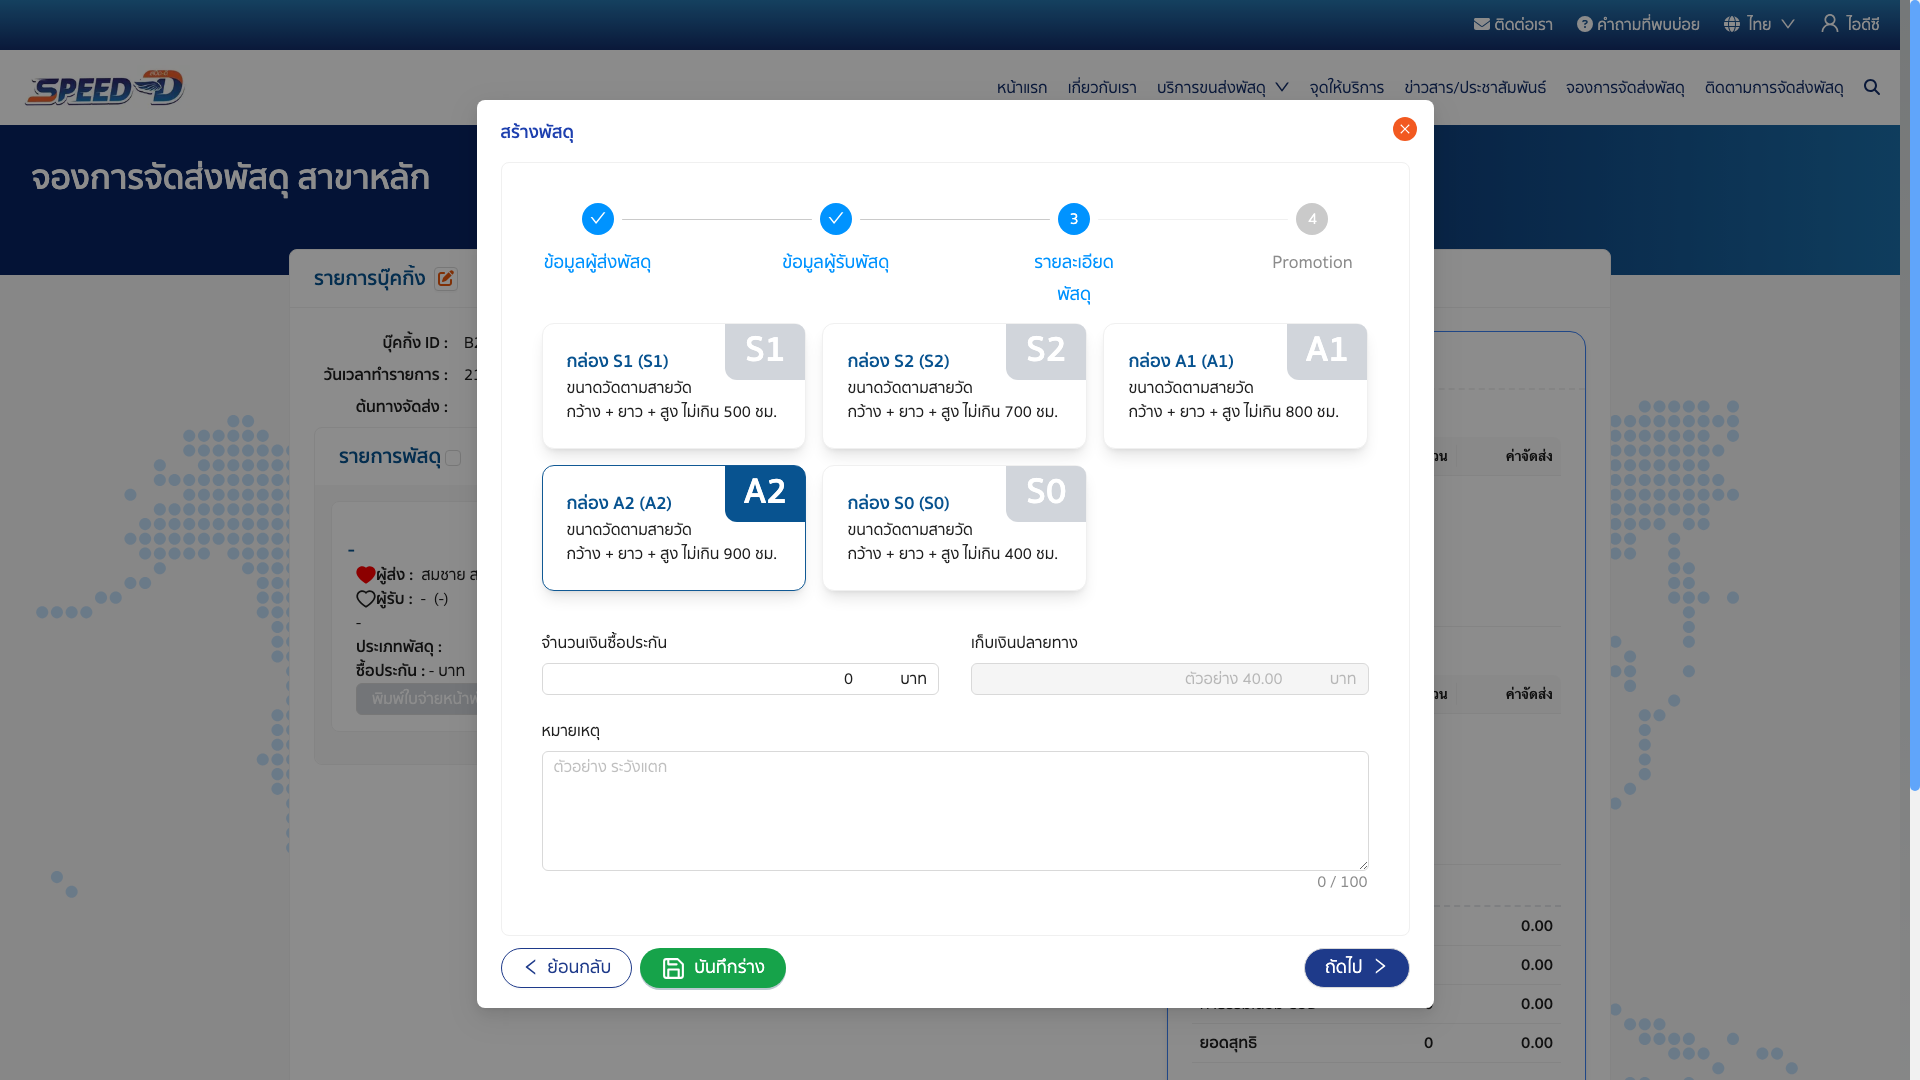 ติดต่อเรา
คำถามที่พบบ่อย
ไทย
ไอดีซี
SPEED-D
หน้าแรก
เกี่ยวกับเรา
บริการขนส่งพัสดุ
จุดให้บริการ
ข่าวสาร/ประชาสัมพันธ์
จองการจัดส่งพัสดุ
ติดตามการจัดส่งพัสดุ
จองการจัดส่งพัสดุ สาขาหลัก
รายการบุ๊คกิ้ง
บุ๊คกิ้ง ID :
วันเวลาทำรายการ :
ต้นทางจัดส่ง :
รายการพัสดุ
-
ผู้ส่ง : สมชาย
ผู้รับ : - (-)
-
ประเภทพัสดุ :
ซื้อประกัน : - บาท
สร้างพัสดุ
3
4
ข้อมูลผู้ส่งพัสดุ
ข้อมูลผู้รับพัสดุ
รายละเอียด
พัสดุ
Promotion
กล่อง S1 (S1)
S1
ขนาดวัดตามสายวัด
กว้าง + ยาว + สูง ไม่เกิน 500 ซม.
กล่อง S2 (S2)
S2
ขนาดวัดตามสายวัด
กว้าง + ยาว + สูง ไม่เกิน 700 ซม.
กล่อง A1 (A1)
A1
ขนาดวัดตามสายวัด
กว้าง + ยาว + สูง ไม่เกิน 800 ซม.
กล่อง A2 (A2)
A2
ขนาดวัดตามสายวัด
กว้าง + ยาว + สูง ไม่เกิน 900 ซม.
กล่อง S0 (S0)
S0
ขนาดวัดตามสายวัด
กว้าง + ยาว + สูง ไม่เกิน 400 ซม.
จำนวนเงินซื้อประกัน
0 บาท
เก็บเงินปลายทาง
ตัวอย่าง 40.00 บาท
หมายเหตุ
ตัวอย่าง ระวังแตก
0 / 100
ย้อนกลับ
บันทึกร่าง
ถัดไป
ค่าจัดส่ง
ค่าจัดส่ง
0.00
0.00
0.00
ยอดสุทธิ 0 0.00